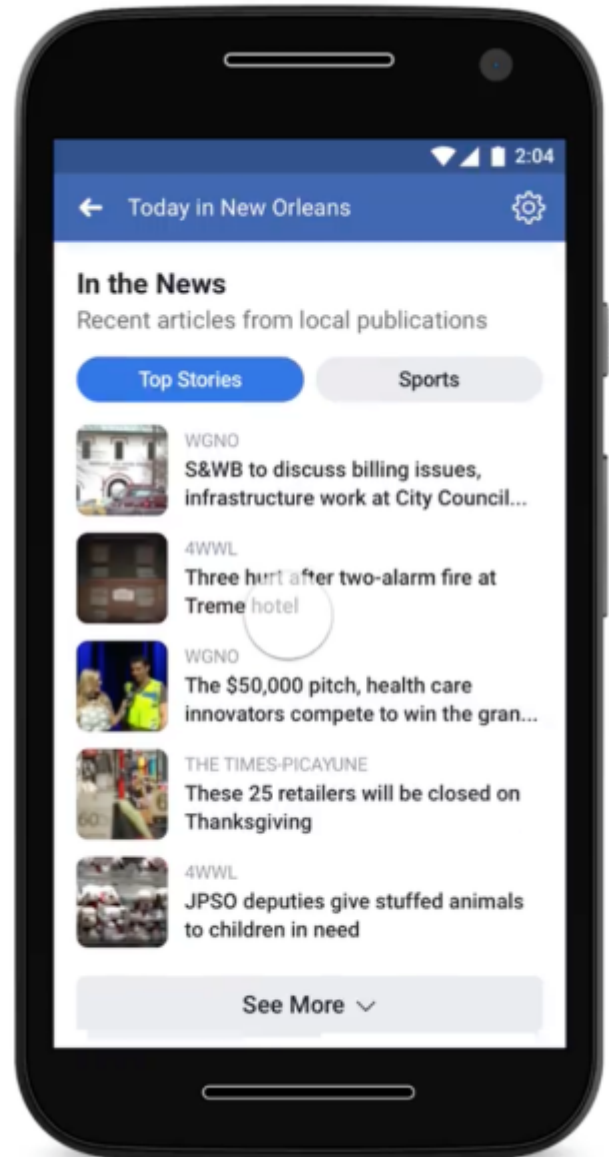 2:04
Today in New Orleans
In the News
Recent articles from local publications
Top Stories
Sports
WGNO
S&WB to discuss billing issues,
infrastructure work at City Council...
4WWL
Three hurt after two-alarm fire at
Treme hotel
WGNO
The $50,000 pitch, health care
innovators compete to win the gran...
THE TIMES-PICAYUNE
These 25 retailers will be closed on
Thanksgiving
4WWL
JPSO deputies give stuffed animals
to children in need
See More